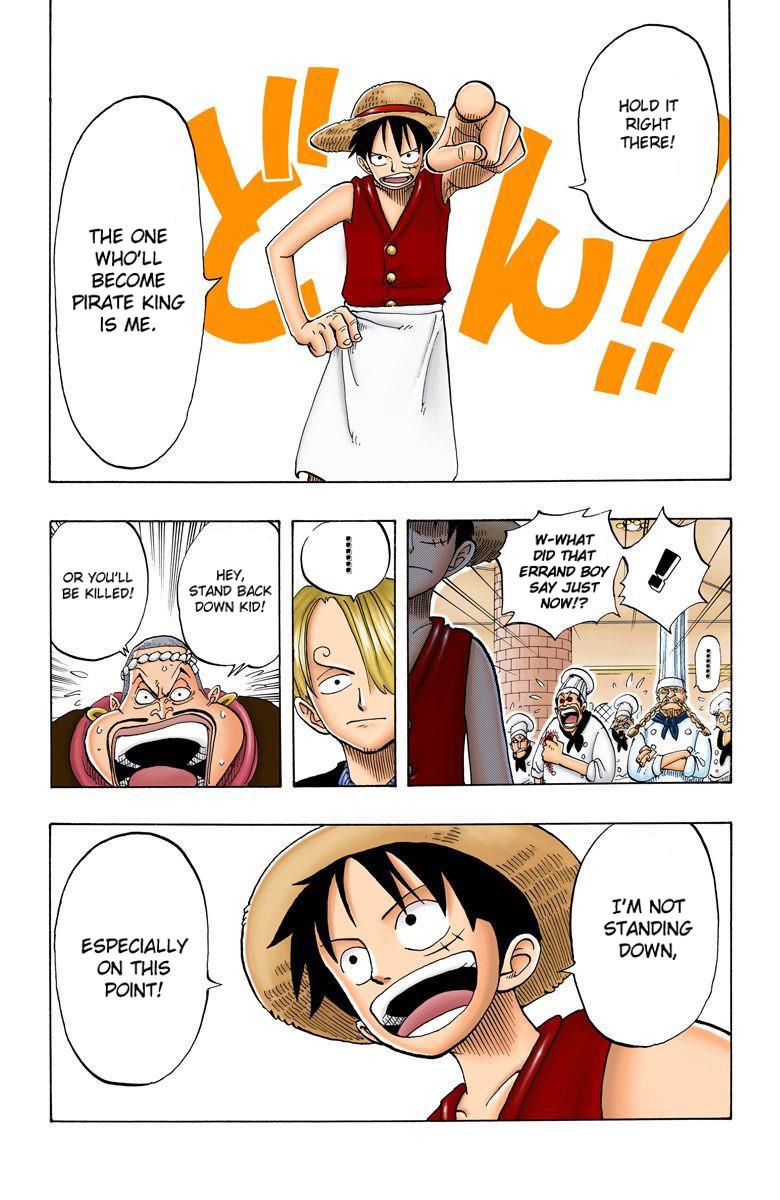 HOLD IT
RIGHT
THERE!
どん!!
THE ONE
WHO'LL
BECOME
PIRATE KING
IS ME.
!
W-WHAT
DID THAT
ERRAND BOY
SAY JUST
NOW!?
......
......
HEY,
STAND BACK
DOWN KID!
OR YOU'LL
BE KILLED!
I'M NOT
STANDING
DOWN,
ESPECIALLY
ON THIS
POINT!